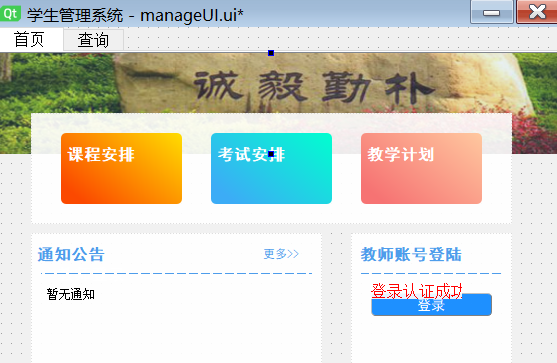 Qt 学生管理系统 - manageUI.ui*
首页 查询
诚毅勤朴
课程安排 考试安排 教学计划
通知公告 更多>> 教师账号登陆
暂无通知
登录认证成功
登录